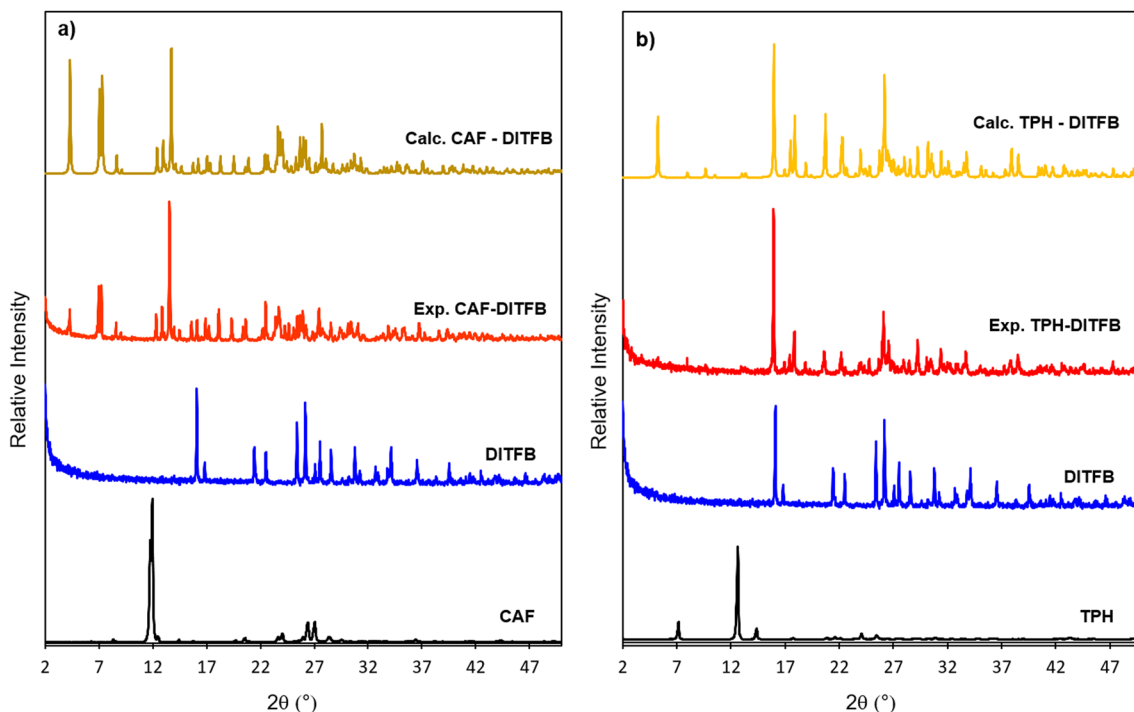 a)
Calc. CAF - DITFB
Exp. CAF-DITFB
DITFB
CAF
Relative Intensity
2 7 12 17 22 27 32 37 42 47
2θ (°)
b)
Calc. TPH - DITFB
Exp. TPH-DITFB
DITFB
TPH
Relative Intensity
2 7 12 17 22 27 32 37 42 47
2θ (°)